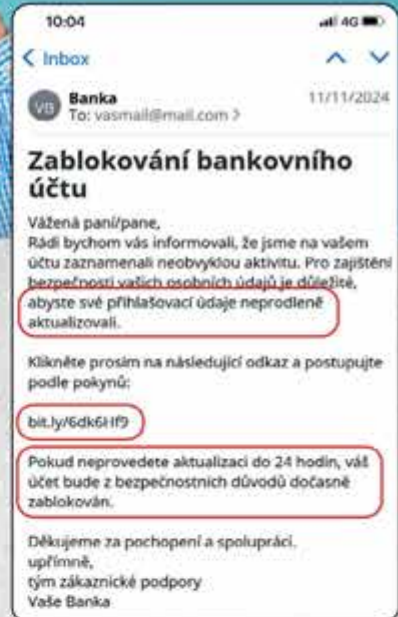 10:04
4G
Inbox
VB
Banka
11/11/2024
To: vasmail@mail.com
Zablokování bankovního
účtu
Vážená paní/pane,
Rádi bychom vás informovali, že jsme na vašem
účtu zaznamenali neobvyklou aktivitu. Pro zajištění
bezpečnosti vašich osobních údajů je důležité,
abyste své přihlašovací údaje neprodleně
aktualizovali.
Klikněte prosím na následující odkaz a postupujte
podle pokynů:
bit.ly/6dk6Hf9
Pokud neprovedete aktualizaci do 24 hodin, váš
účet bude z bezpečnostních důvodů dočasně
zablokován.
Děkujeme za pochopení a spolupráci.
upřímně,
tým zákaznické podpory
Vaše Banka